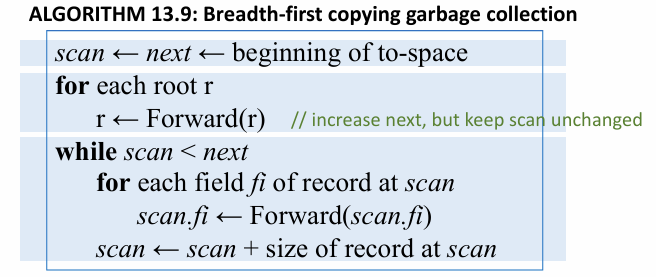 ALGORITHM 13.9: Breadth-first copying garbage collection
scan ← next ← beginning of to-space
for each root r
r ← Forward(r) // increase next, but keep scan unchanged
while scan < next
for each field fi of record at scan
scan.fi ← Forward(scan.fi)
scan ← scan + size of record at scan